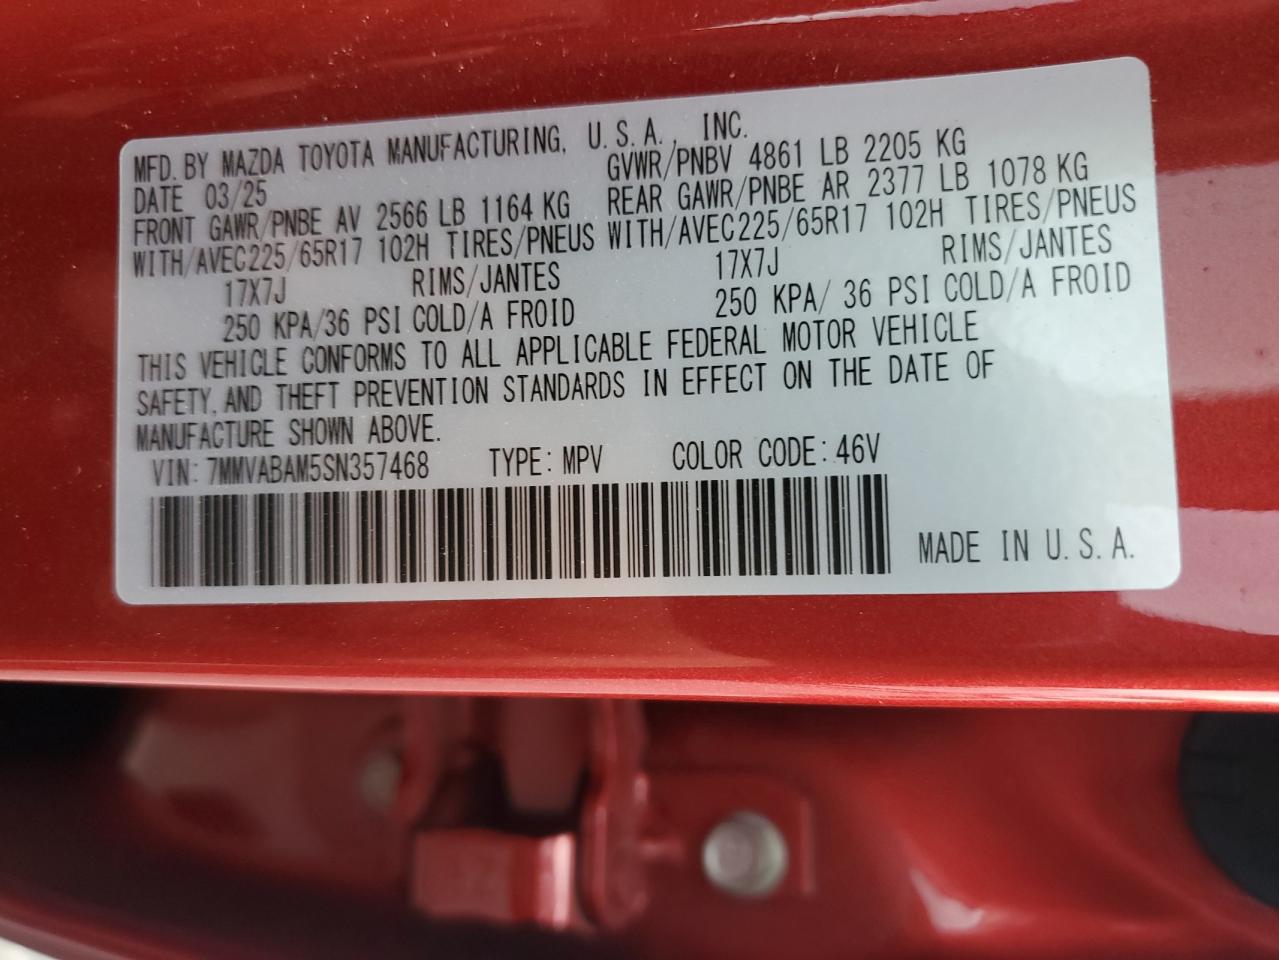 MFD. BY MAZDA TOYOTA MANUFACTURING, U.S.A., INC.
DATE 03/25 GVWR/PNBV 4861 LB 2205 KG
FRONT GAWR/PNBE AV 2566 LB 1164 KG REAR GAWR/PNBE AR 2377 LB 1078 KG
WITH/AVEC225/65R17 102H TIRES/PNEUS WITH/AVEC225/65R17 102H TIRES/PNEUS
17X7J RIMS/JANTES 17X7J RIMS/JANTES
250 KPA/36 PSI COLD/A FROID 250 KPA/ 36 PSI COLD/A FROID
THIS VEHICLE CONFORMS TO ALL APPLICABLE FEDERAL MOTOR VEHICLE
SAFETY, AND THEFT PREVENTION STANDARDS IN EFFECT ON THE DATE OF
MANUFACTURE SHOWN ABOVE.
VIN: 7MMVABAM5SN357468 TYPE: MPV COLOR CODE: 46V
MADE IN U.S.A.